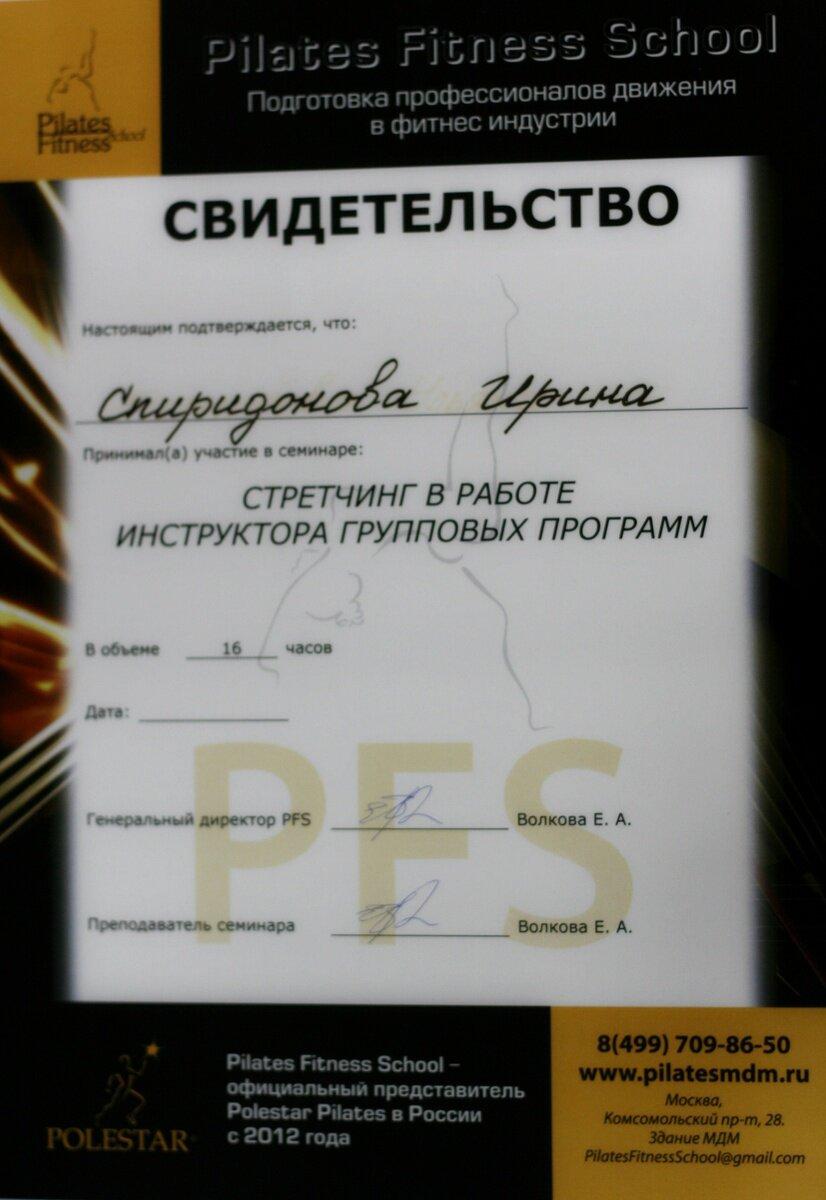 Pilates Fitness School
Подготовка профессионалов движения
в фитнес индустрии
Pilates
Fitness School
СВИДЕТЕЛЬСТВО
Настоящим подтверждается, что:
Спиридонова Ирина
Принимал(а) участие в семинаре:
СТРЕТЧИНГ В РАБОТЕ
ИНСТРУКТОРА ГРУППОВЫХ ПРОГРАММ
В объеме 16 часов
Дата:
PFS
Генеральный директор PFS Волкова Е. А.
Преподаватель семинара Волкова Е. А.
POLESTAR
Pilates Fitness School –
официальный представитель
Polestar Pilates в России
с 2012 года
8(499) 709-86-50
www.pilatesmdm.ru
Москва,
Комсомольский пр-т, 28.
Здание МДМ
PilatesFitnessSchool@gmail.com